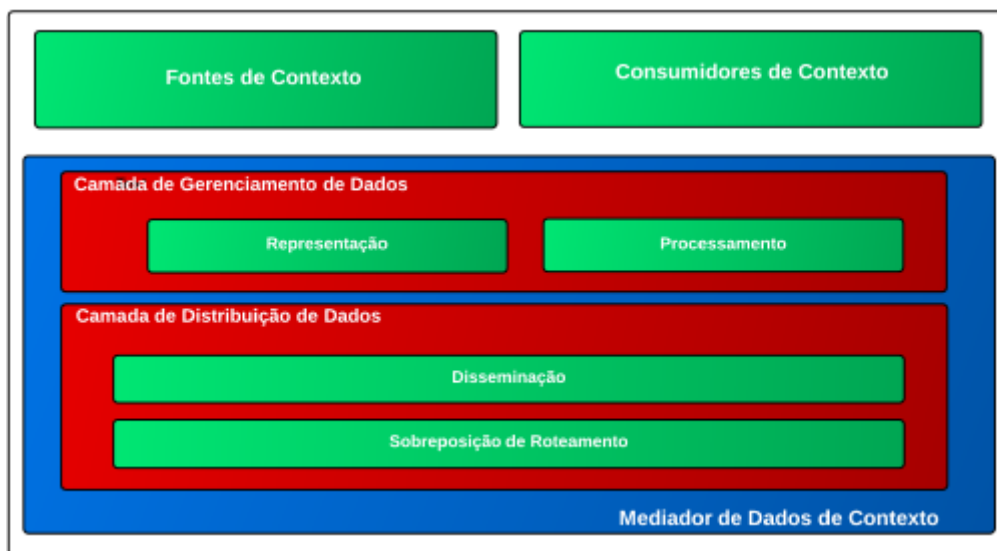 Fontes de Contexto
Consumidores de Contexto
Camada de Gerenciamento de Dados
Representação
Processamento
Camada de Distribuição de Dados
Disseminação
Sobreposição de Roteamento
Mediador de Dados de Contexto